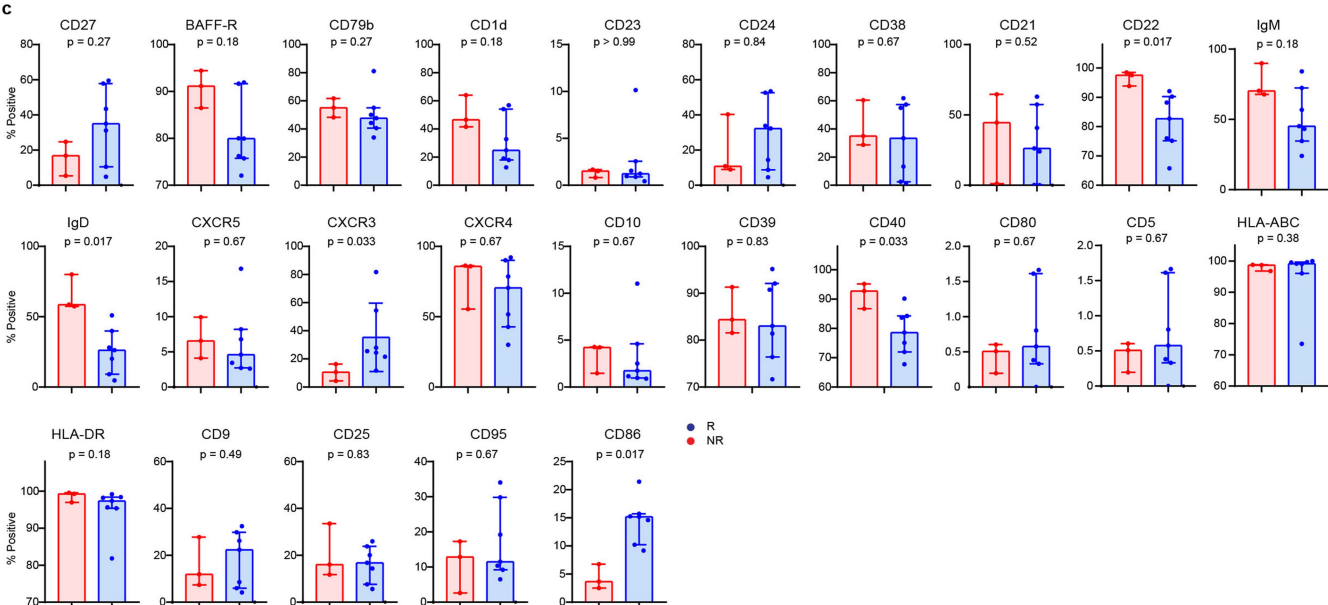 c
CD27
p = 0.27
% Positive
80
60
40
20
0
BAFF-R
p = 0.18
100
90
80
70
CD79b
p = 0.27
100
80
60
40
20
0
CD1d
p = 0.18
100
80
60
40
20
0
CD23
p > 0.99
15
10
5
0
CD24
p = 0.84
100
80
60
40
20
0
CD38
p = 0.67
100
80
60
40
20
0
CD21
p = 0.52
100
50
0
CD22
p = 0.017
100
90
80
70
60
IgM
p = 0.18
100
50
0
IgD
p = 0.017
% Positive
100
50
0
CXCR5
p = 0.67
20
15
10
5
0
CXCR3
p = 0.033
100
80
60
40
20
0
CXCR4
p = 0.67
100
50
0
CD10
p = 0.67
15
10
5
0
CD39
p = 0.83
100
90
80
70
CD40
p = 0.033
100
90
80
70
60
CD80
p = 0.67
2.0
1.5
1.0
0.5
0
CD5
p = 0.67
2.0
1.5
1.0
0.5
0
HLA-ABC
p = 0.38
100
90
80
70
60
HLA-DR
p = 0.18
% Positive
100
90
80
70
CD9
p = 0.49
60
40
20
0
CD25
p = 0.83
60
40
20
0
CD95
p = 0.67
40
30
20
10
0
CD86
p = 0.017
25
20
15
10
5
0
R
NR